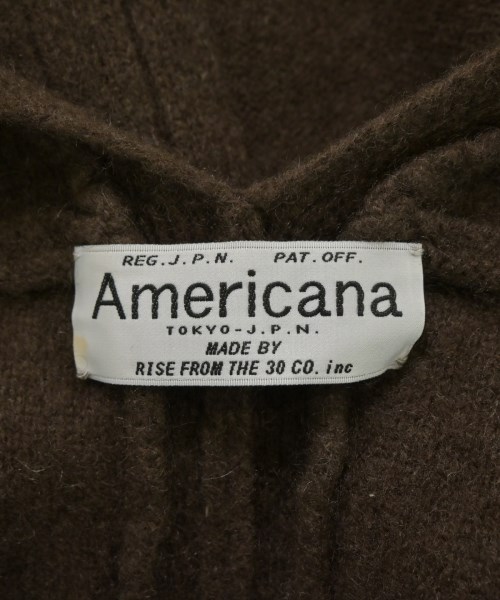 REG.J.P.N. PAT.OFF.
Americana
TOKYO-J.P.N.
MADE BY
RISE FROM THE 30 CO. inc